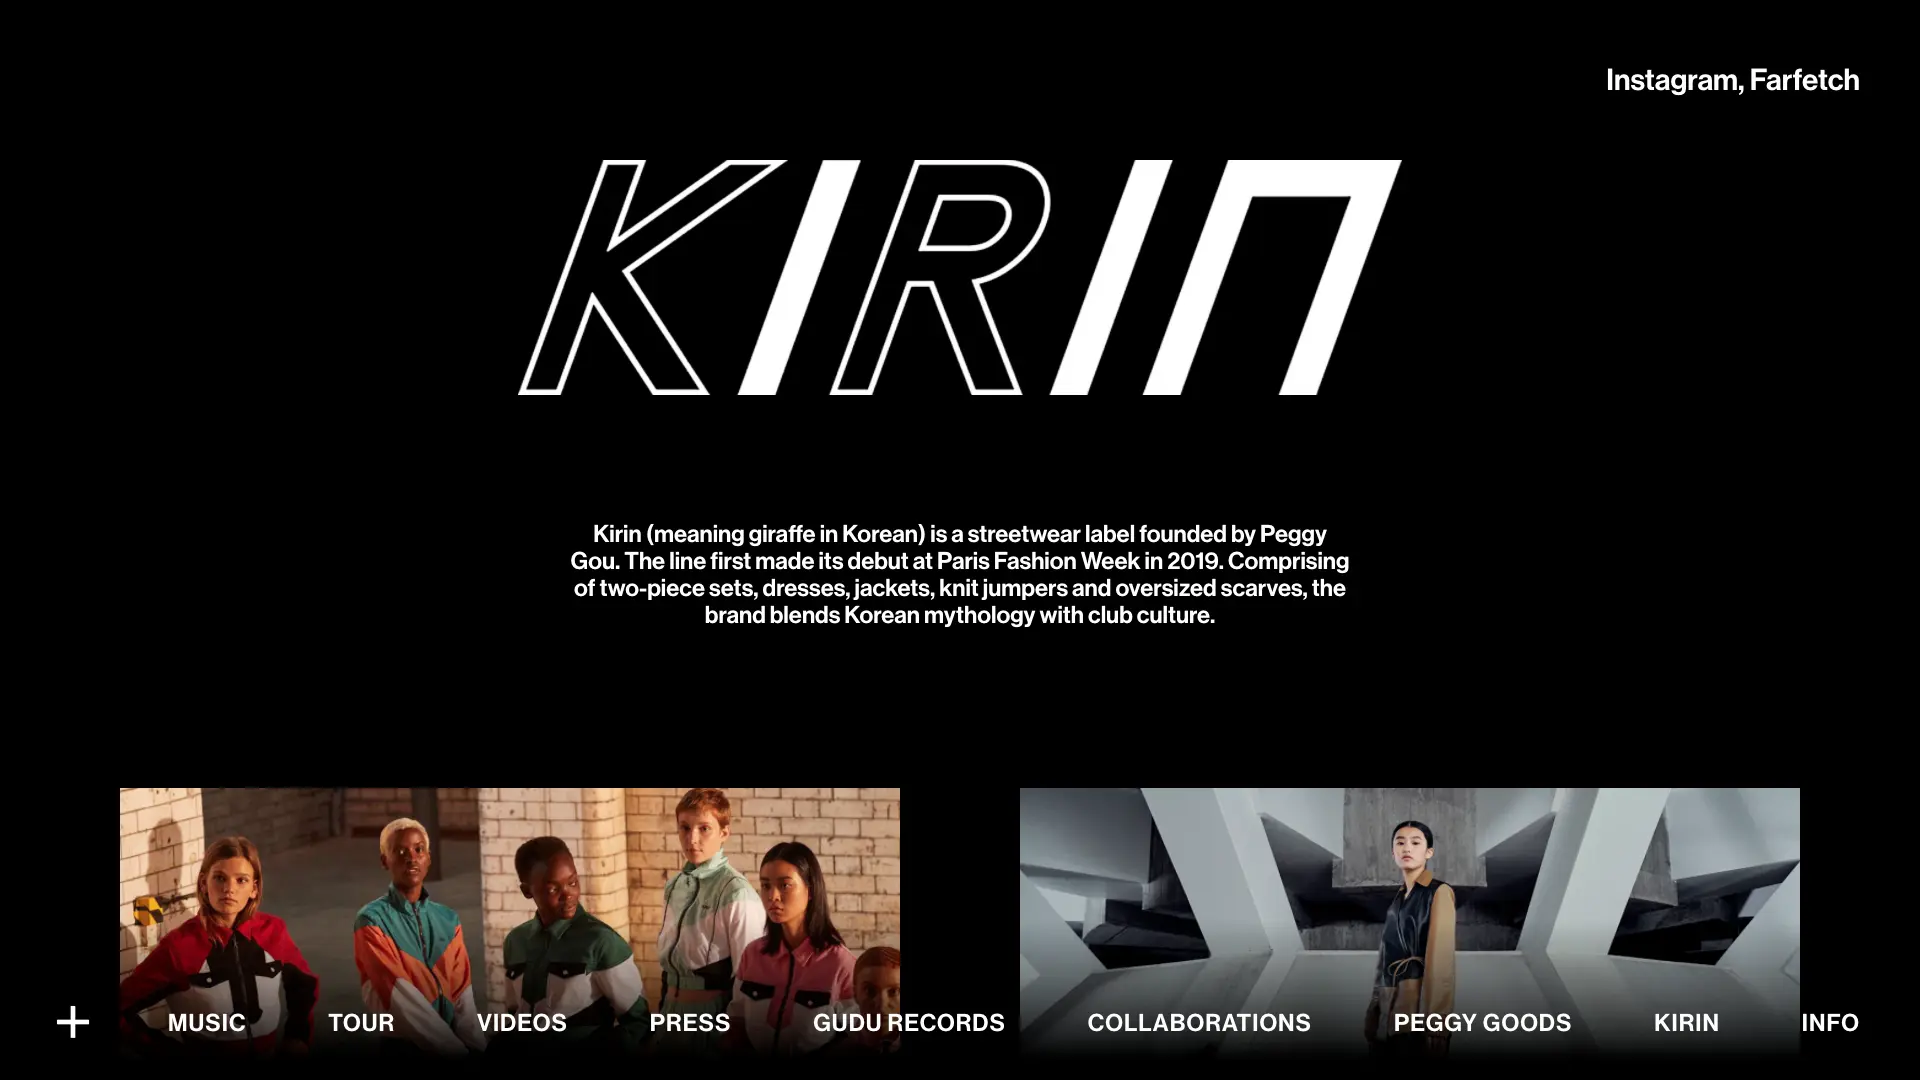 Instagram, Farfetch
KIRIN
Kirin (meaning giraffe in Korean) is a streetwear label founded by Peggy
Gou. The line first made its debut at Paris Fashion Week in 2019. Comprising
of two-piece sets, dresses, jackets, knit jumpers and oversized scarves, the
brand blends Korean mythology with club culture.
MUSIC TOUR VIDEOS PRESS GUDU RECORDS COLLABORATIONS PEGGY GOODS KIRIN INFO